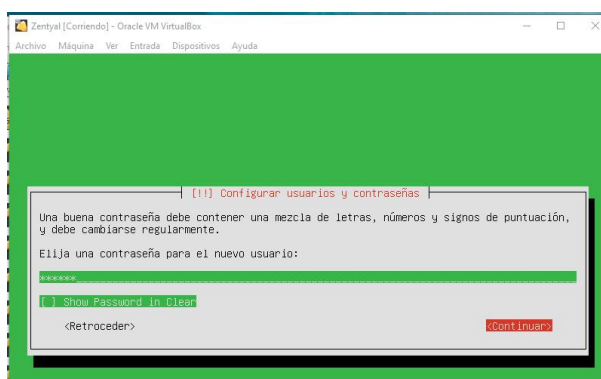 Zentyal [Corriendo] - Oracle VM VirtualBox
Archivo Máquina Ver Entrada Dispositivos Ayuda
[!!] Configurar usuarios y contraseñas
Una buena contraseña debe contener una mezcla de letras, números y signos de puntuación,
y debe cambiarse regularmente.
Elija una contraseña para el nuevo usuario:
******
[ ] Show Password in Clear
<Retroceder> <Continuar>